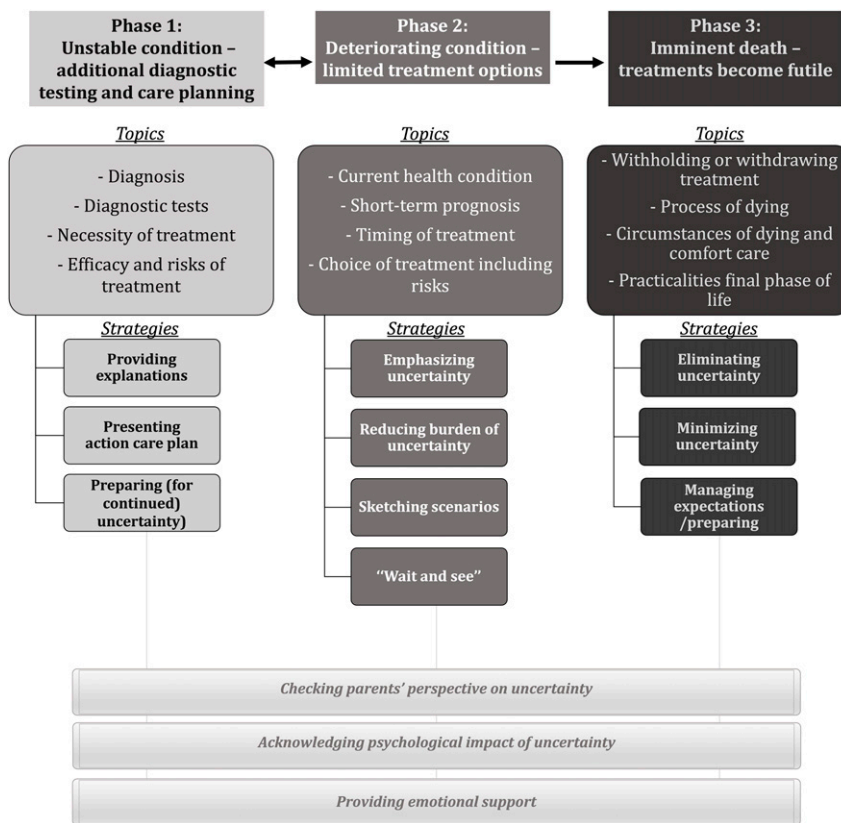 Phase 1:
Unstable condition –
additional diagnostic
testing and care planning
Phase 2:
Deteriorating condition –
limited treatment options
Phase 3:
Imminent death –
treatments become futile
Topics
- Diagnosis
- Diagnostic tests
- Necessity of treatment
- Efficacy and risks of
treatment
Strategies
Providing
explanations
Presenting
action care plan
Preparing (for
continued)
uncertainty)
Topics
- Current health condition
- Short-term prognosis
- Timing of treatment
- Choice of treatment including
risks
Strategies
Emphasizing
uncertainty
Reducing burden of
uncertainty
Sketching scenarios
“Wait and see”
Topics
- Withholding or withdrawing
treatment
- Process of dying
- Circumstances of dying and
comfort care
- Practicalities final phase of
life
Strategies
Eliminating
uncertainty
Minimizing
uncertainty
Managing
expectations
/preparing
Checking parents’ perspective on uncertainty
Acknowledging psychological impact of uncertainty
Providing emotional support